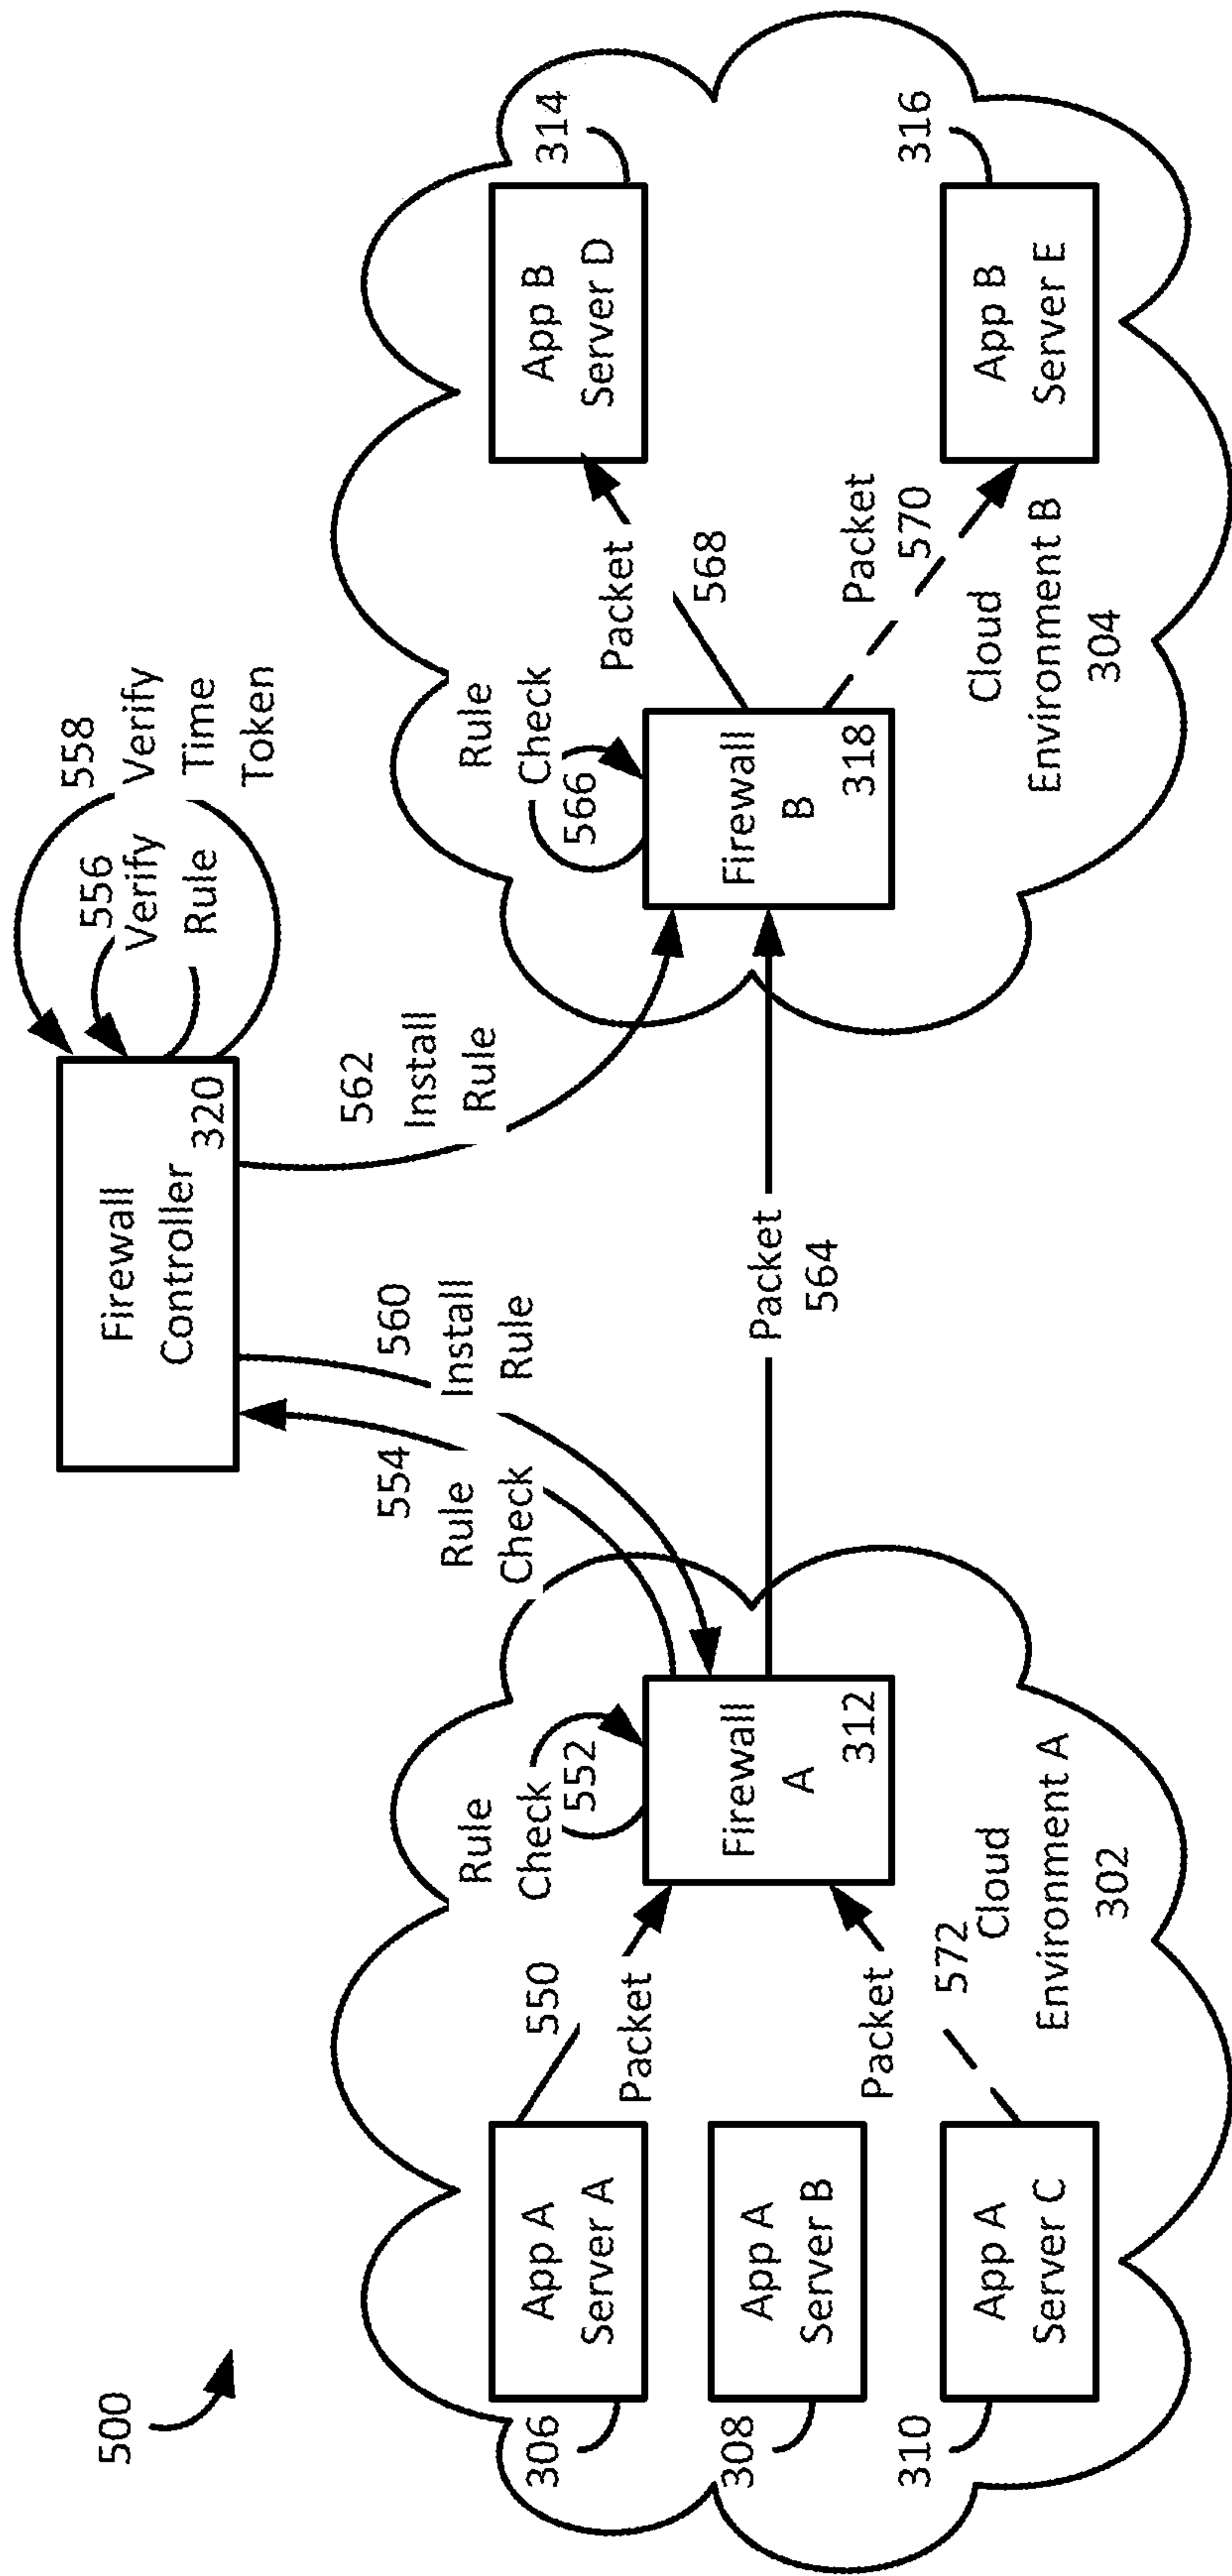 500
Firewall
Controller
320
556
Verify
Rule
558
Verify
Time
Token
554
Rule
Check
560
Install
Rule
562
Install
Rule
306
App A
Server A
308
App A
Server B
310
App A
Server C
550
Packet
Packet
572
Rule
Check
552
Firewall
A
312
Cloud
Environment A
302
Packet
564
Rule
Check
566
Firewall
B
318
Packet
568
Packet
570
App B
Server D
314
App B
Server E
316
Cloud
Environment B
304